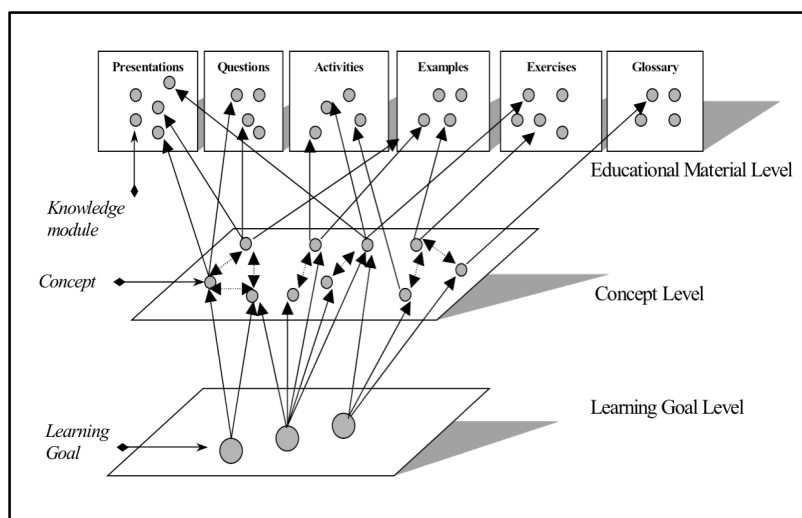 Presentations
Questions
Activities
Examples
Exercises
Glossary
Educational Material Level
Knowledge
module
Concept
Concept Level
Learning Goal Level
Learning
Goal